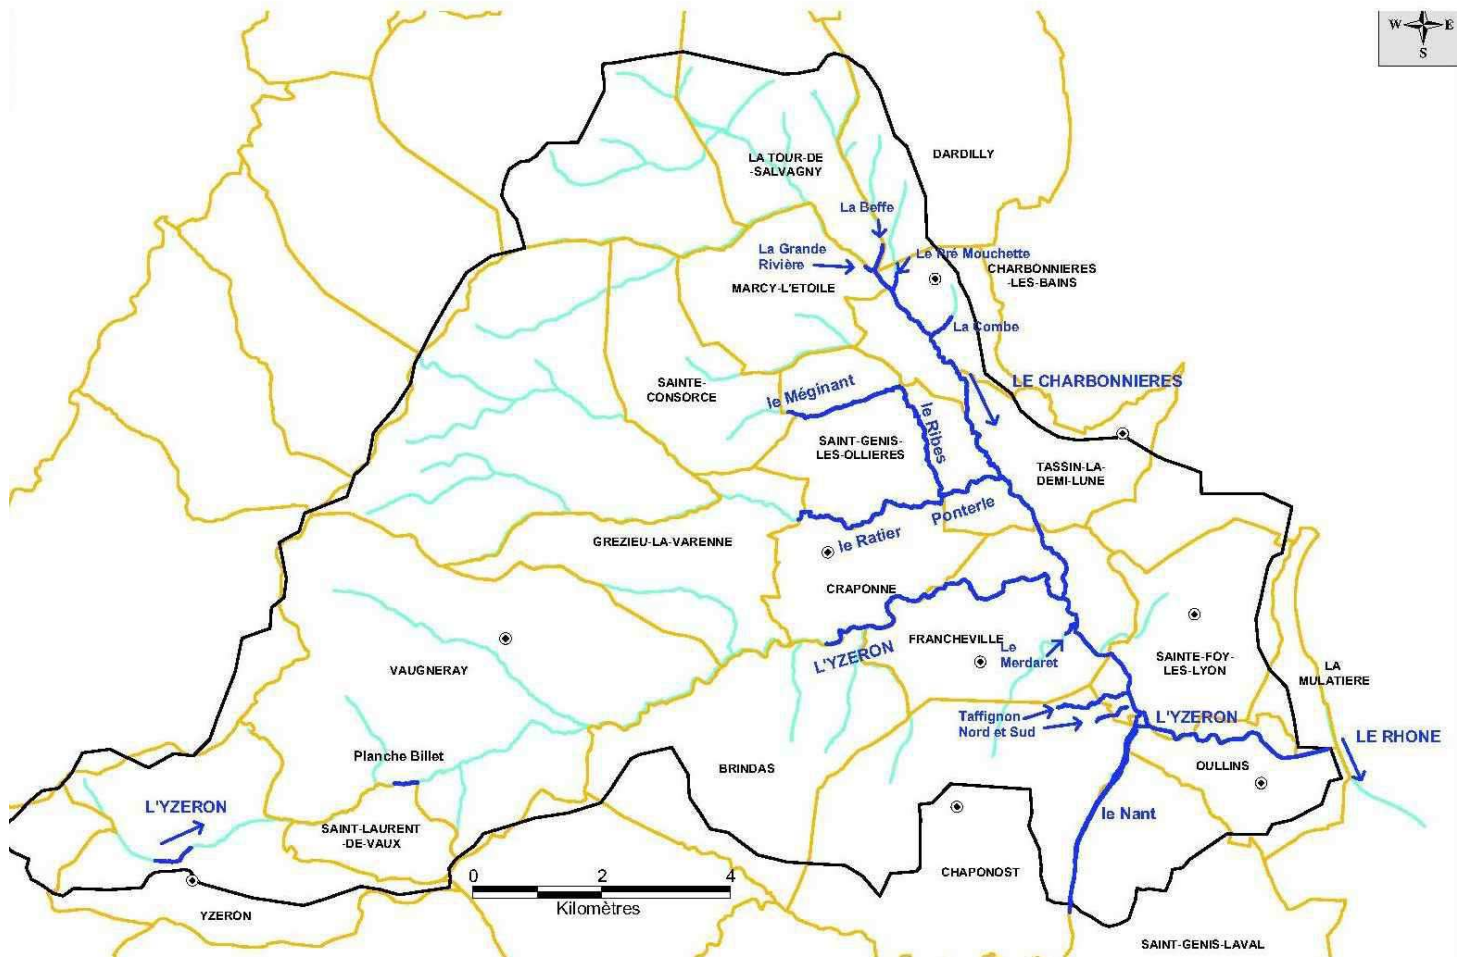 W E
S
DARDILLY
LA TOUR-DE
-SALVAGNY
La Beffe
La Grande
Rivière
Le Pré Mouchette
CHARBONNIERES
-LES-BAINS
MARCY-L'ETOILE
La Combe
LE CHARBONNIERES
SAINTE-
CONSORCE
le Méginant
le Ribes
SAINT-GENIS-
LES-OLLIERES
TASSIN-LA-
DEMI-LUNE
Ponterle
le Ratier
GREZIEU-LA-VARENNE
CRAPONNE
FRANCHEVILLE
L'YZERON
Le
Merdaret
SAINTE-FOY-
LES-LYON
VAUGNERAY
LA
MULATIERE
Taffignon
Nord et Sud
L'YZERON
LE RHONE
Planche Billet
BRINDAS
OULLINS
L'YZERON
le Nant
SAINT-LAURENT
-DE-VAUX
CHAPONOST
0 2 4
Kilomètres
YZERON
SAINT-GENIS-LAVAL